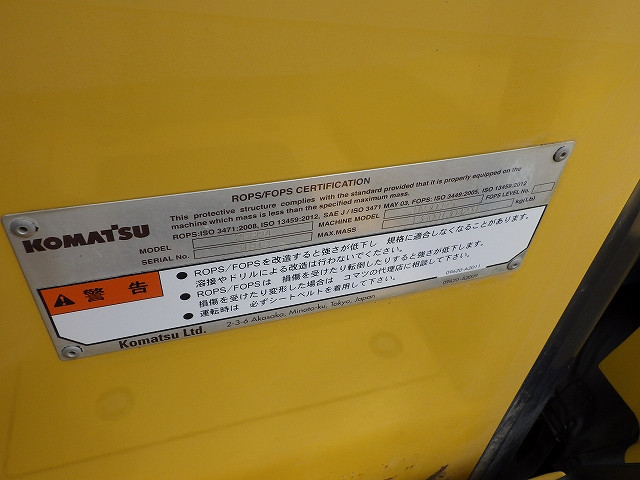 ROPS/FOPS CERTIFICATION
This protective structure complies with the standard provided that it is properly equipped on the
machine which mass is less than the specified maximum mass.
ROPS:ISO 3471:2008, ISO 13459:2012, SAE J / ISO 3471 MAY 03, FOPS: ISO 3449:2005, ISO 13459:2012
KOMATSU
MODEL
MACHINE MODEL
FOPS LEVEL No.
SERIAL No.
MAX.MASS
kg(Lb)
警告
● ROPS/FOPSを改造すると強さが低下し 規格に適合しなくなることがあります。
溶接やドリルによる改造は行わないでください。
● ROPS/FOPSは 損傷を受けたり転倒したりすると強さが低下します。
損傷を受けたり変形した場合は コマツの代理店に相談して下さい。
● 運転時は 必ずシートベルトを着用して下さい。
Komatsu Ltd.
2-3-6 Akasaka, Minato-ku, Tokyo, Japan